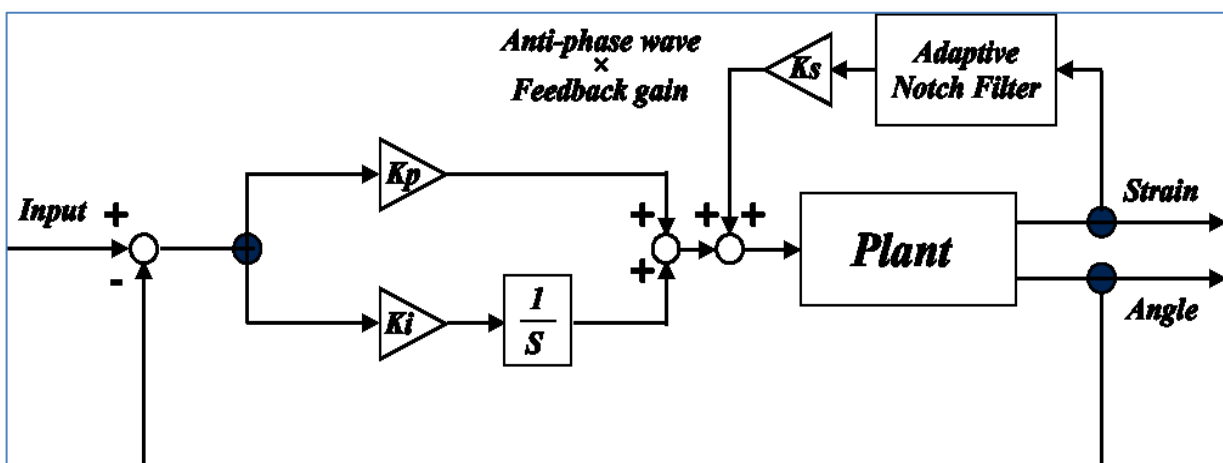 Anti-phase wave
×
Feedback gain
Ks
Adaptive
Notch Filter
Kp
Input
+
-
+
+
+
+
Plant
Strain
Angle
Ki
1
S